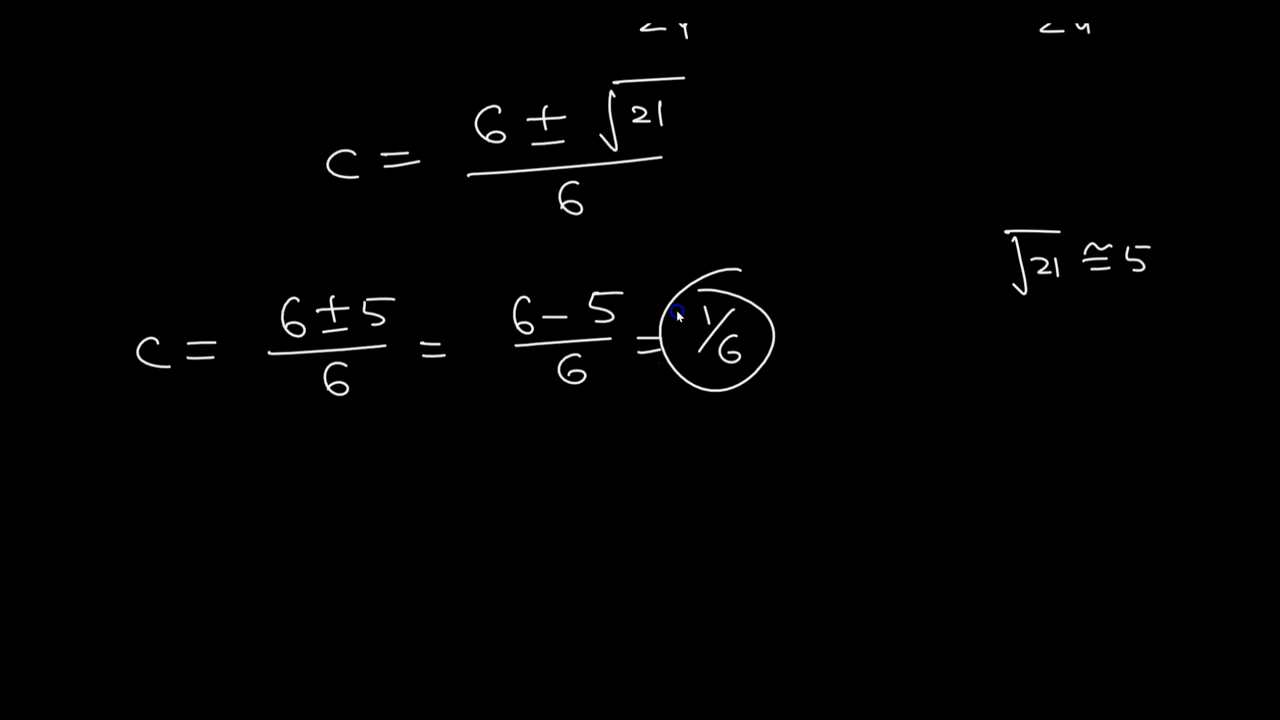 c = (6 ± √21)/6
√21 ≅ 5
c = (6 ± 5)/6 = (6 − 5)/6 = 1/6